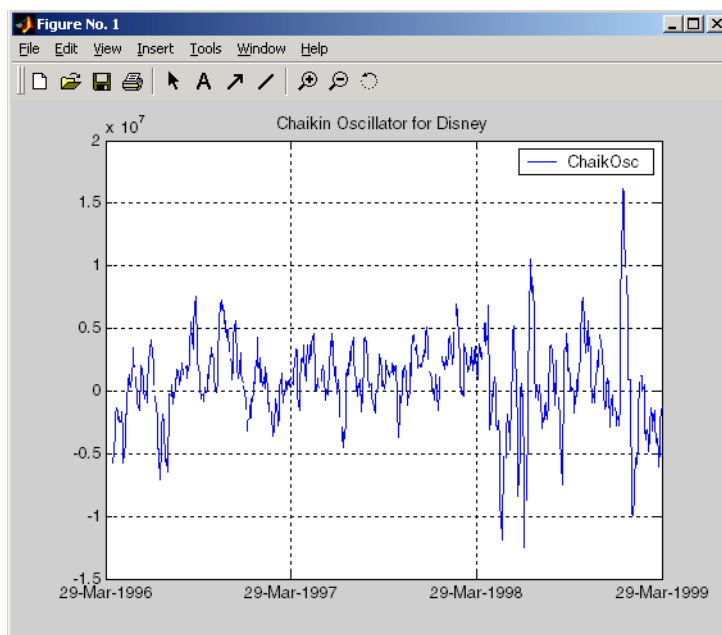 Figure No. 1
File Edit View Insert Tools Window Help
A
x 10^7
Chaikin Oscillator for Disney
ChaikOsc
2
1.5
1
0.5
0
-0.5
-1
-1.5
29-Mar-1996 29-Mar-1997 29-Mar-1998 29-Mar-1999